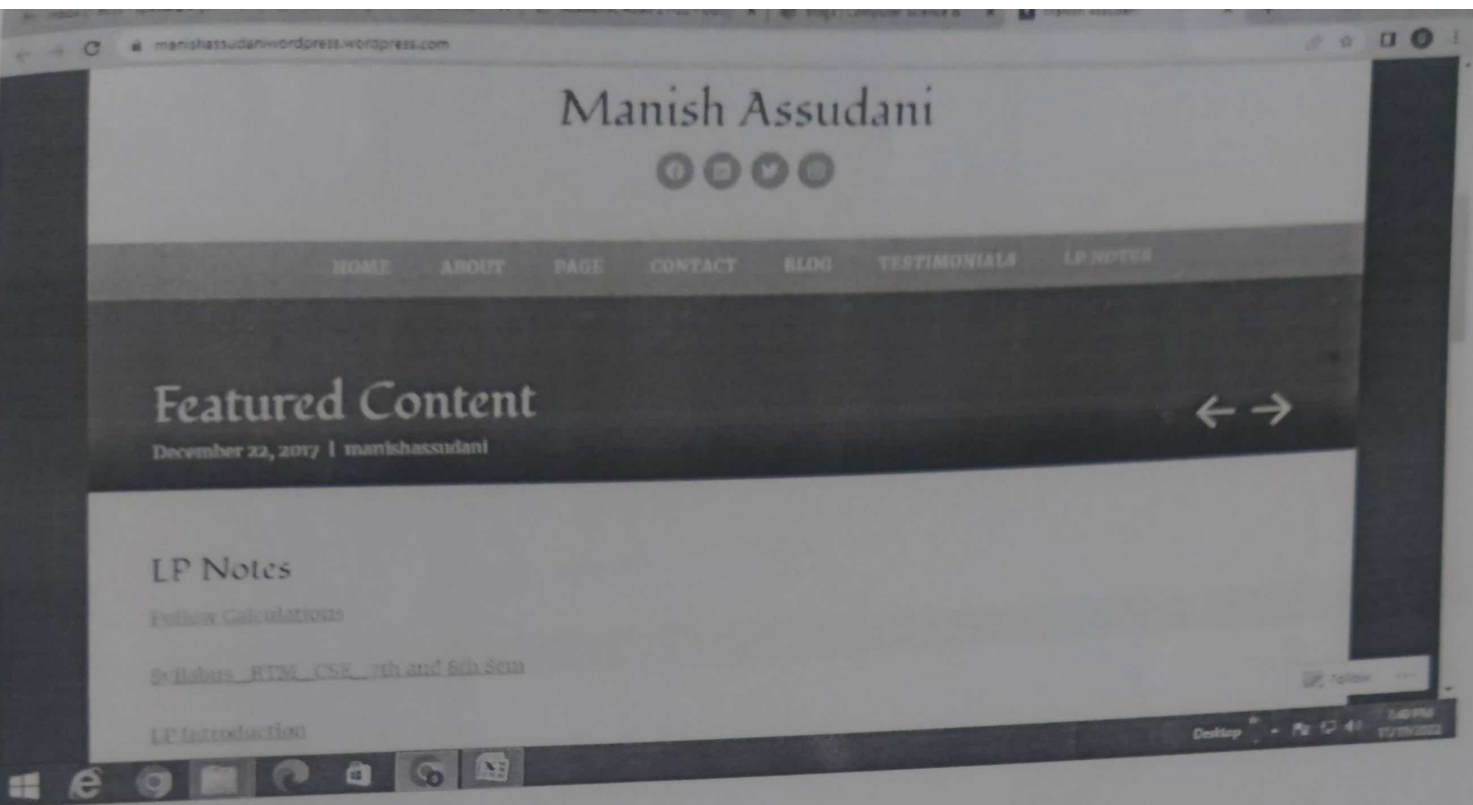 manishassudaniwordpress.wordpress.com
Manish Assudani
HOME ABOUT PAGE CONTACT BLOG TESTIMONIALS LP NOTES
Featured Content
December 22, 2017 | manishassudani
LP Notes
Follow Calculations
Syllabus_RTM_CSE_7th and 8th Sem
LP Introduction
Follow
Desktop